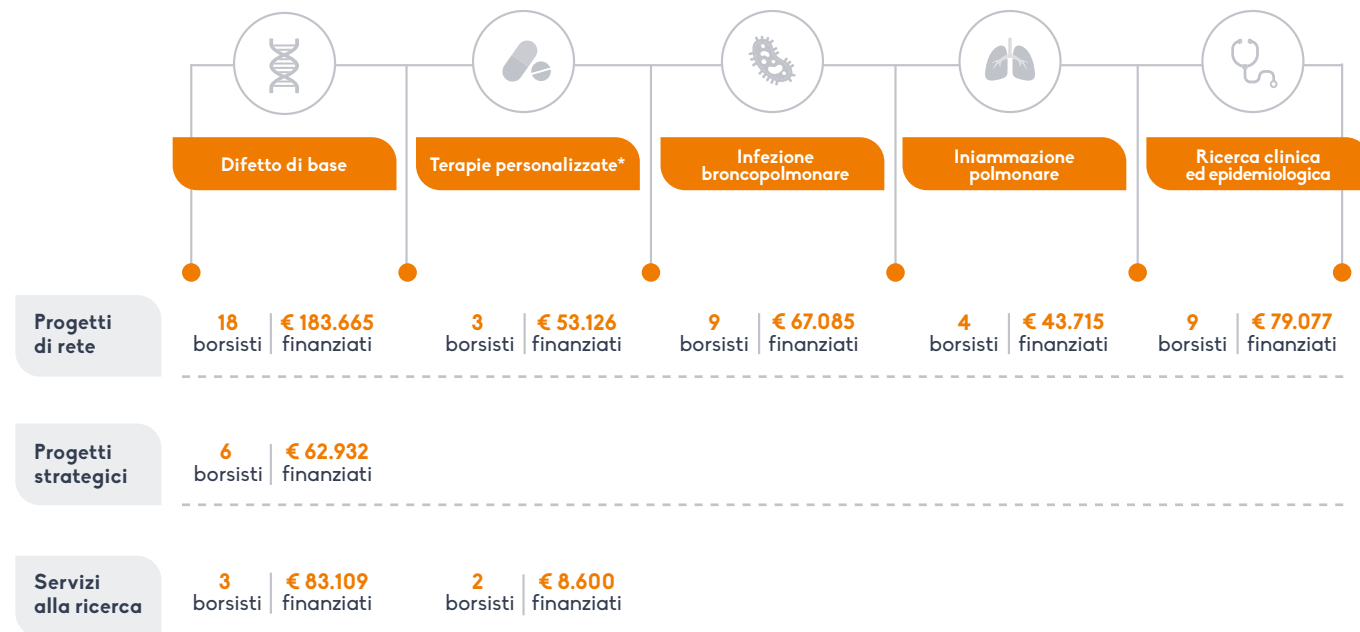 Difetto di base
Terapie personalizzate*
Infezione
broncopolmonare
Iniammazione
polmonare
Ricerca clinica
ed epidemiologica
Progetti
di rete
18
borsisti
€ 183.665
finanziati
3
borsisti
€ 53.126
finanziati
9
borsisti
€ 67.085
finanziati
4
borsisti
€ 43.715
finanziati
9
borsisti
€ 79.077
finanziati
Progetti
strategici
6
borsisti
€ 62.932
finanziati
Servizi
alla ricerca
3
borsisti
€ 83.109
finanziati
2
borsisti
€ 8.600
finanziati